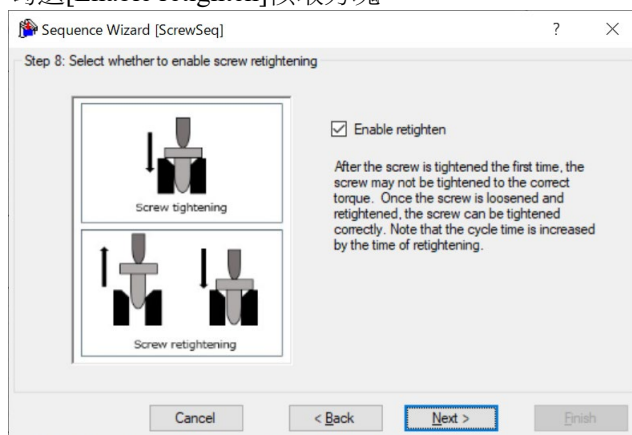 Sequence Wizard [ScrewSeq]
Step 8: Select whether to enable screw retightening
Screw tightening
Screw retightening
Enable retighten
After the screw is tightened the first time, the
screw may not be tightened to the correct
torque. Once the screw is loosened and
retightened, the screw can be tightened
correctly. Note that the cycle time is increased
by the time of retightening.
Cancel
< Back
Next >
Finish